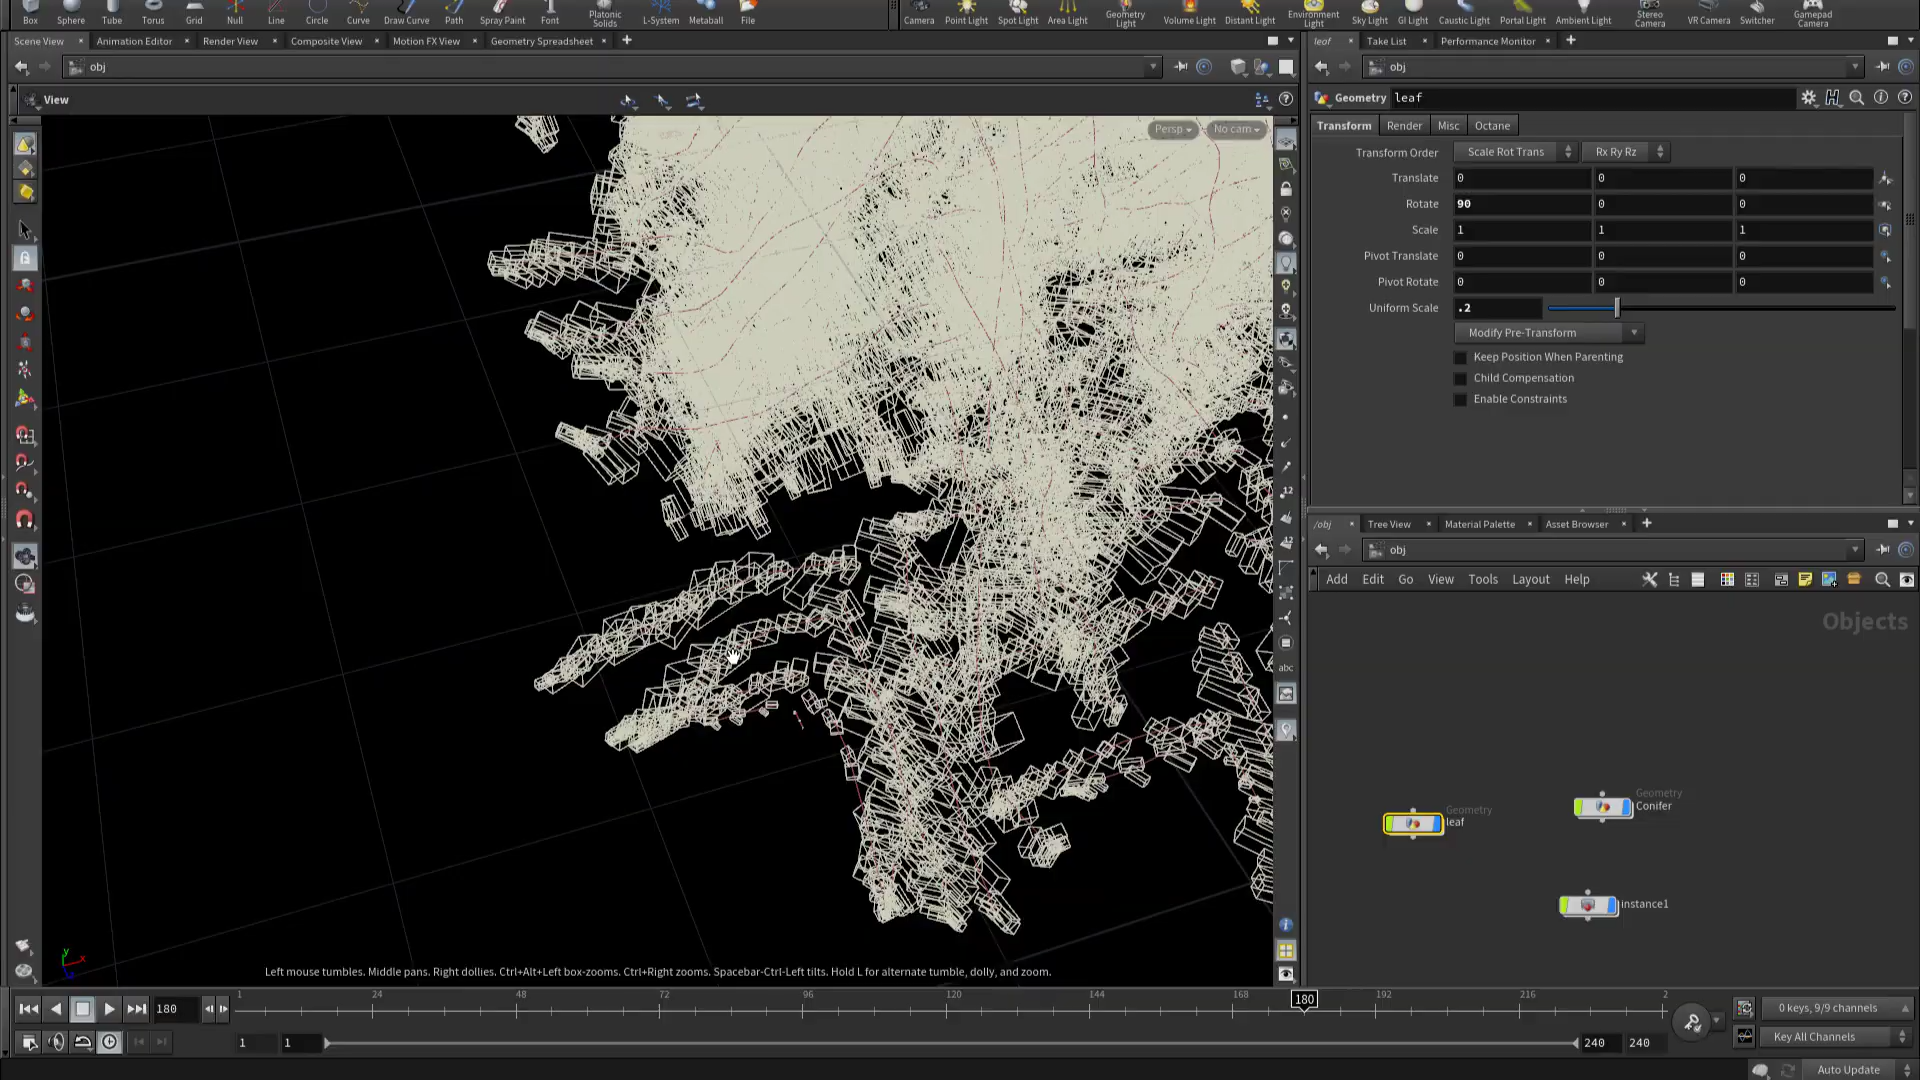 Box Sphere Tube Torus Grid Null Line Circle Curve Draw Curve Path Spray Paint Font Platonic Solids L-System Metaball File
Camera Point Light Spot Light Area Light Geometry Light Volume Light Distant Light Environment Light Sky Light GI Light Caustic Light Portal Light Ambient Light Stereo Camera VR Camera Switcher Gamepad Camera
Scene View Animation Editor Render View Composite View Motion FX View Geometry Spreadsheet
leaf Take List Performance Monitor
obj
obj
View
Geometry leaf
Persp No cam
Transform Render Misc Octane
Transform Order Scale Rot Trans Rx Ry Rz
Translate 0 0 0
Rotate 90 0 0
Scale 1 1 1
Pivot Translate 0 0 0
Pivot Rotate 0 0 0
Uniform Scale .2
Modify Pre-Transform
Keep Position When Parenting
Child Compensation
Enable Constraints
12
12
abc
/obj Tree View Material Palette Asset Browser
obj
Add Edit Go View Tools Layout Help
Objects
Geometry
Conifer
Geometry
leaf
instance1
Left mouse tumbles. Middle pans. Right dollies. Ctrl+Alt+Left box-zooms. Ctrl+Right zooms. Spacebar-Ctrl-Left tilts. Hold L for alternate tumble, dolly, and zoom.
y x
180
1 24 48 72 96 120 144 168 180 192 216 2
0 keys, 9/9 channels
1 1 240 240
Key All Channels
Auto Update